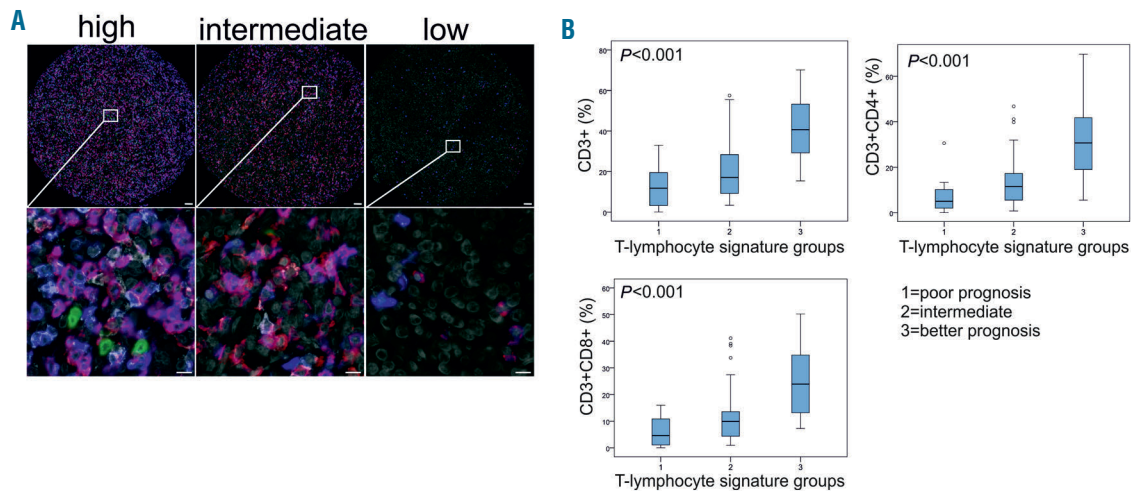 A
high intermediate low
B
P<0.001
CD3+ (%)
80
60
40
20
0
1 2 3
T-lymphocyte signature groups
P<0.001
CD3+CD4+ (%)
60
40
20
0
1 2 3
T-lymphocyte signature groups
P<0.001
CD3+CD8+ (%)
60
50
40
30
20
10
0
1 2 3
T-lymphocyte signature groups
1=poor prognosis
2=intermediate
3=better prognosis